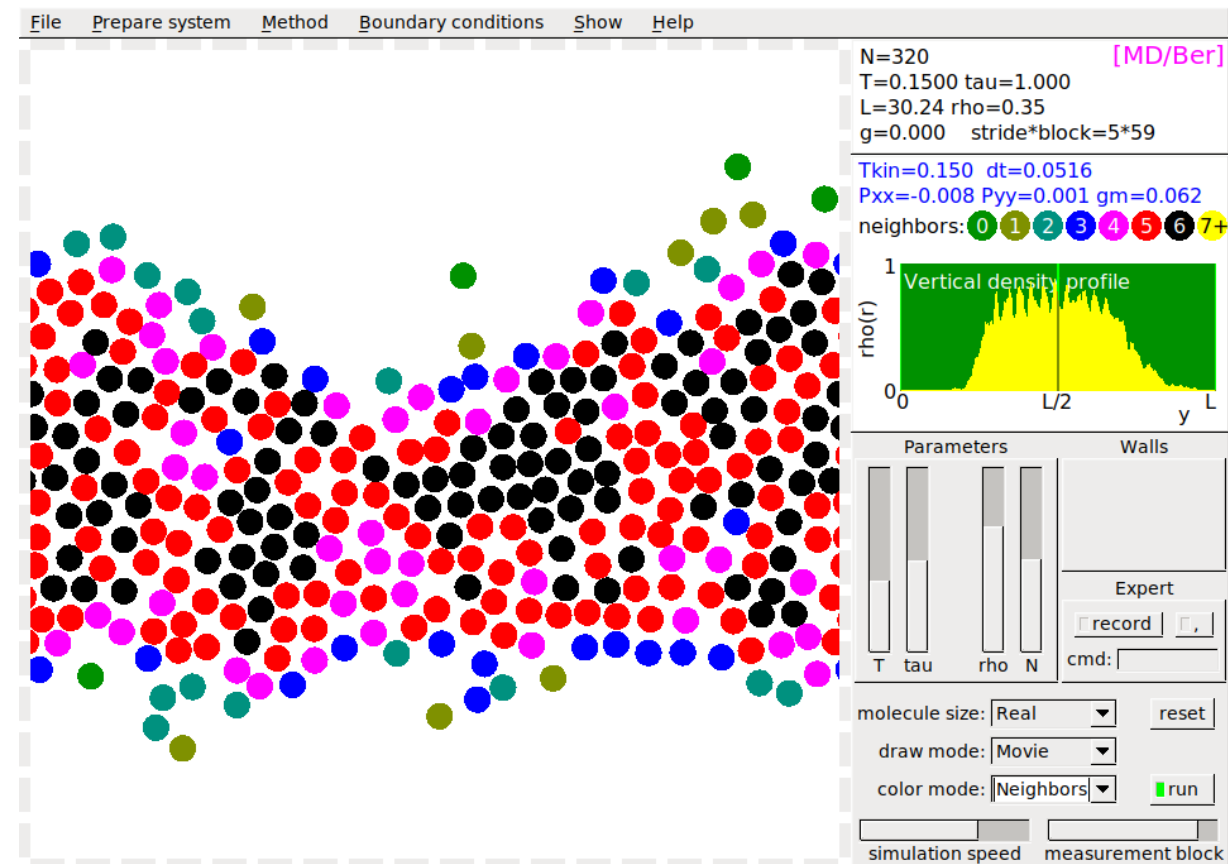 File Prepare system Method Boundary conditions Show Help
N=320 [MD/Ber]
T=0.1500 tau=1.000
L=30.24 rho=0.35
g=0.000 stride*block=5*59
Tkin=0.150 dt=0.0516
Pxx=-0.008 Pyy=0.001 gm=0.062
neighbors: 0 1 2 3 4 5 6 7+
1
Vertical density profile
rho(r)
0
0 L/2 L
y
Parameters Walls
Expert
record ,
cmd:
T tau rho N
molecule size: Real reset
draw mode: Movie
color mode: Neighbors run
simulation speed measurement block